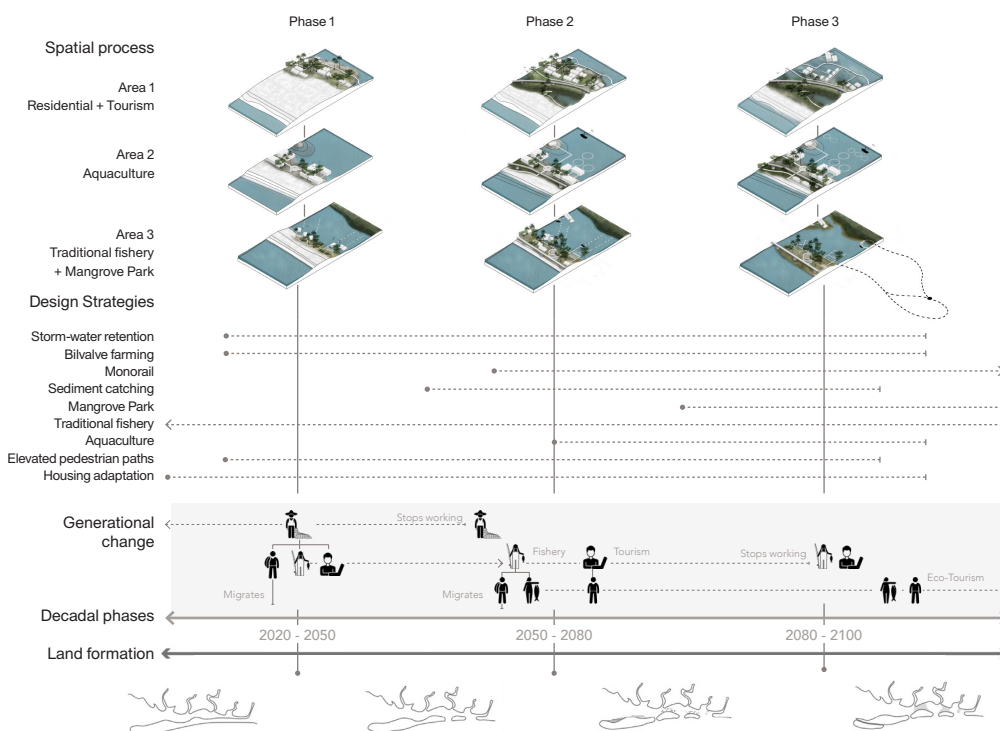 Phase 1
Phase 2
Phase 3
Spatial process
Area 1
Residential + Tourism
Area 2
Aquaculture
Area 3
Traditional fishery
+ Mangrove Park
Design Strategies
Storm-water retention
Bilvalve farming
Monorail
Sediment catching
Mangrove Park
Traditional fishery
Aquaculture
Elevated pedestrian paths
Housing adaptation
Generational
change
Stops working
Fishery
Tourism
Stops working
Migrates
Migrates
Eco-Tourism
Decadal phases
2020 - 2050
2050 - 2080
2080 - 2100
Land formation